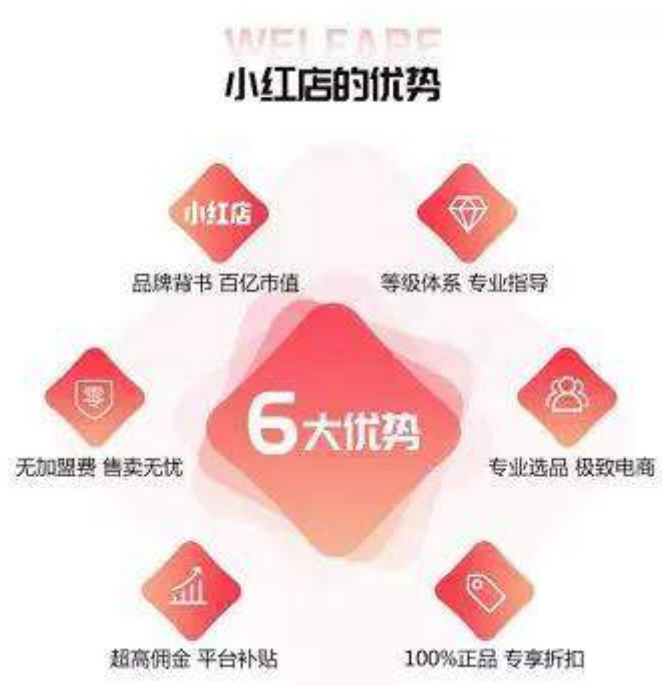 WELFARE
小红店的优势
小红店
品牌背书 百亿市值
等级体系 专业指导
6大优势
零
无加盟费 售卖无忧
专业选品 极致电商
超高佣金 平台补贴
100%正品 专享折扣